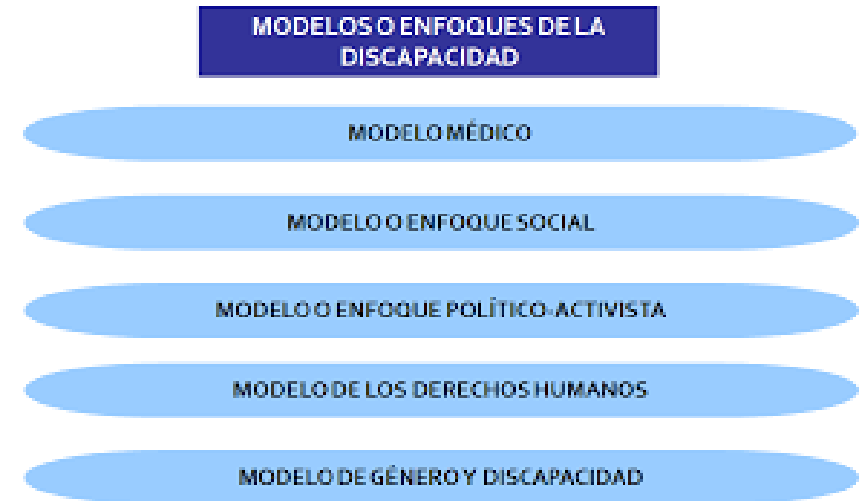 MODELOS O ENFOQUES DE LA
DISCAPACIDAD
MODELO MÉDICO
MODELO O ENFOQUE SOCIAL
MODELO O ENFOQUE POLÍTICO-ACTIVISTA
MODELO DE LOS DERECHOS HUMANOS
MODELO DE GÉNERO Y DISCAPACIDAD